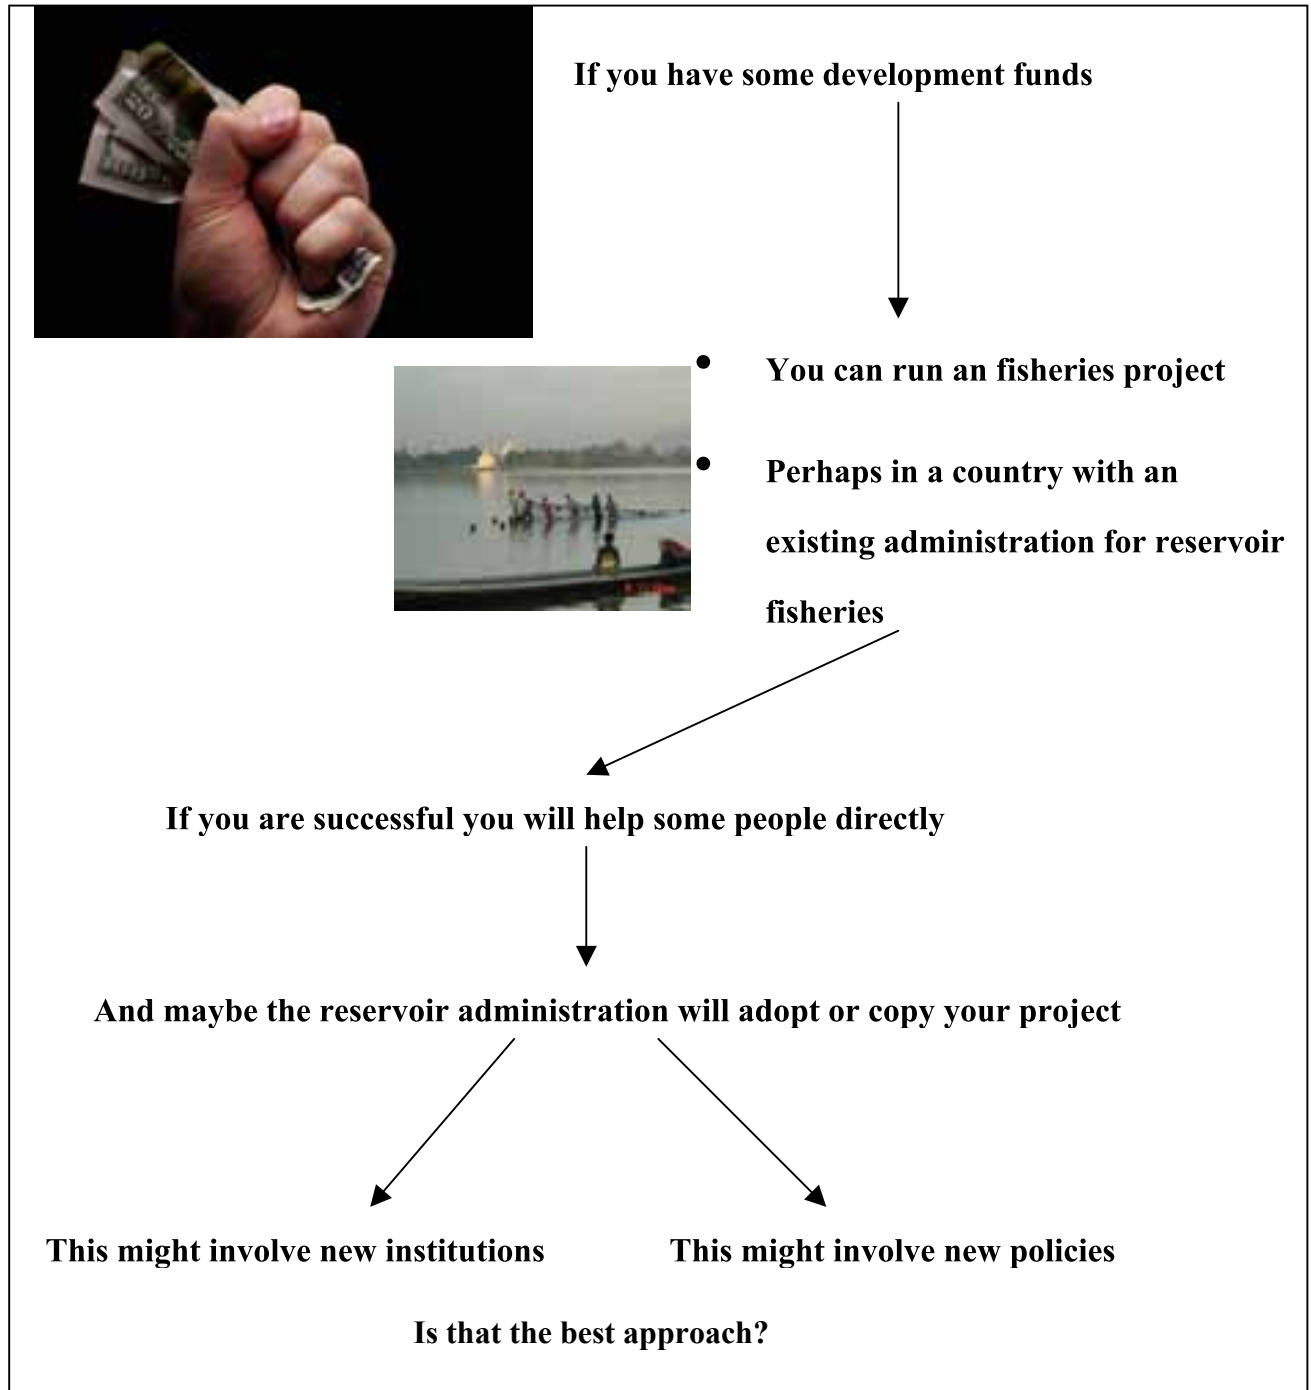 If you have some development funds
• You can run an fisheries project
• Perhaps in a country with an
existing administration for reservoir
fisheries
If you are successful you will help some people directly
And maybe the reservoir administration will adopt or copy your project
This might involve new institutions
This might involve new policies
Is that the best approach?